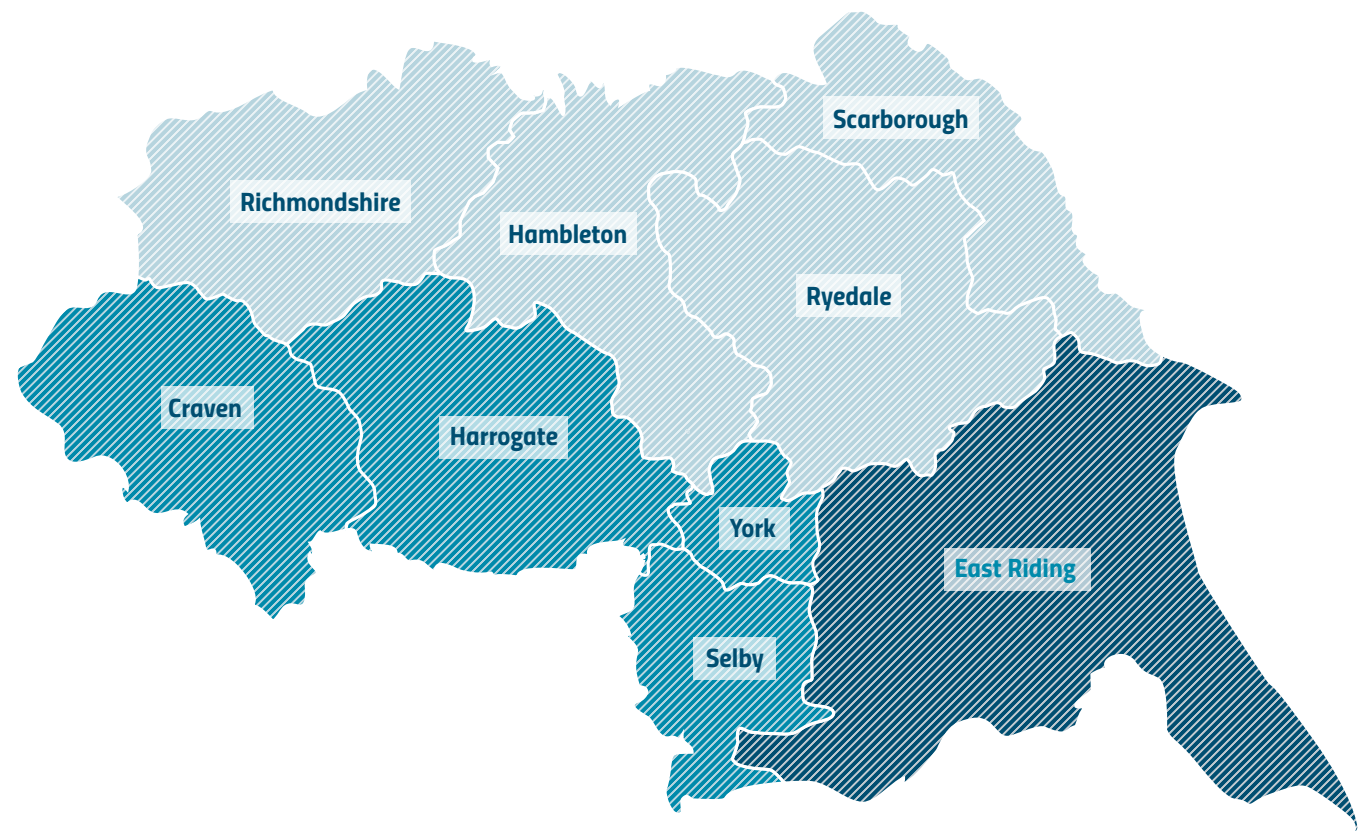 Scarborough
Richmondshire
Hambleton
Ryedale
Craven
Harrogate
York
East Riding
Selby